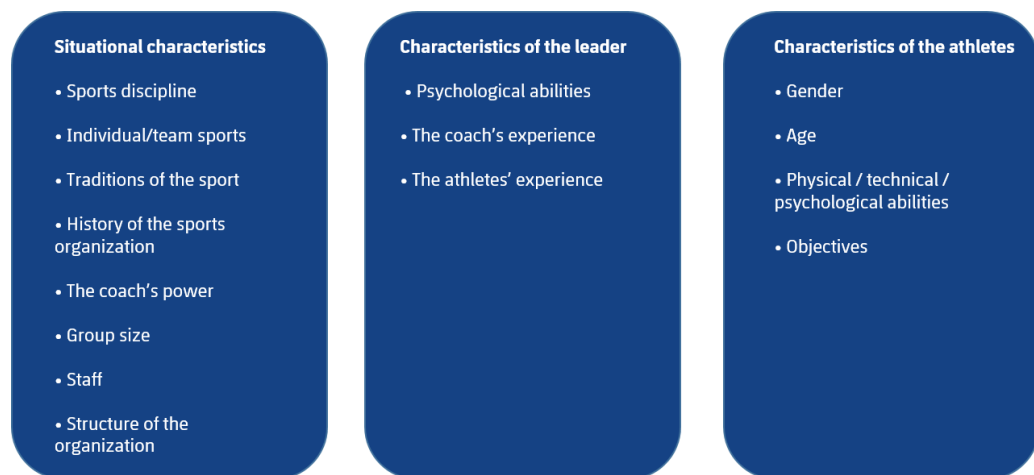 Situational characteristics
• Sports discipline
• Individual/team sports
• Traditions of the sport
• History of the sports
organization
• The coach's power
• Group size
• Staff
• Structure of the
organization
Characteristics of the leader
• Psychological abilities
• The coach's experience
• The athletes' experience
Characteristics of the athletes
• Gender
• Age
• Physical / technical /
psychological abilities
• Objectives